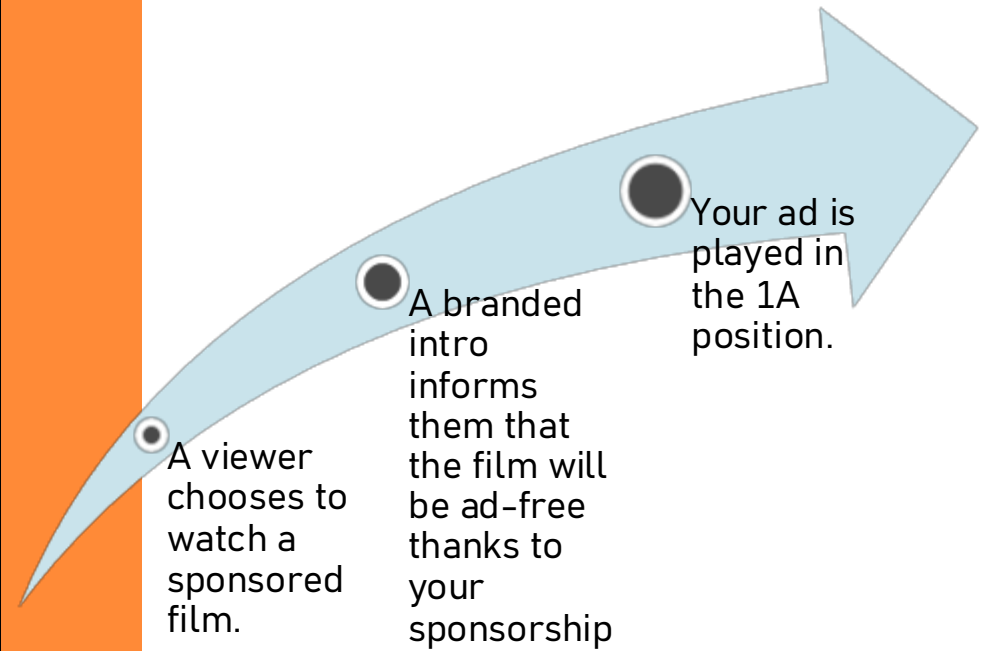 A viewer
chooses to
watch a
sponsored
film.
A branded
intro
informs
them that
the film will
be ad-free
thanks to
your
sponsorship
Your ad is
played in
the 1A
position.